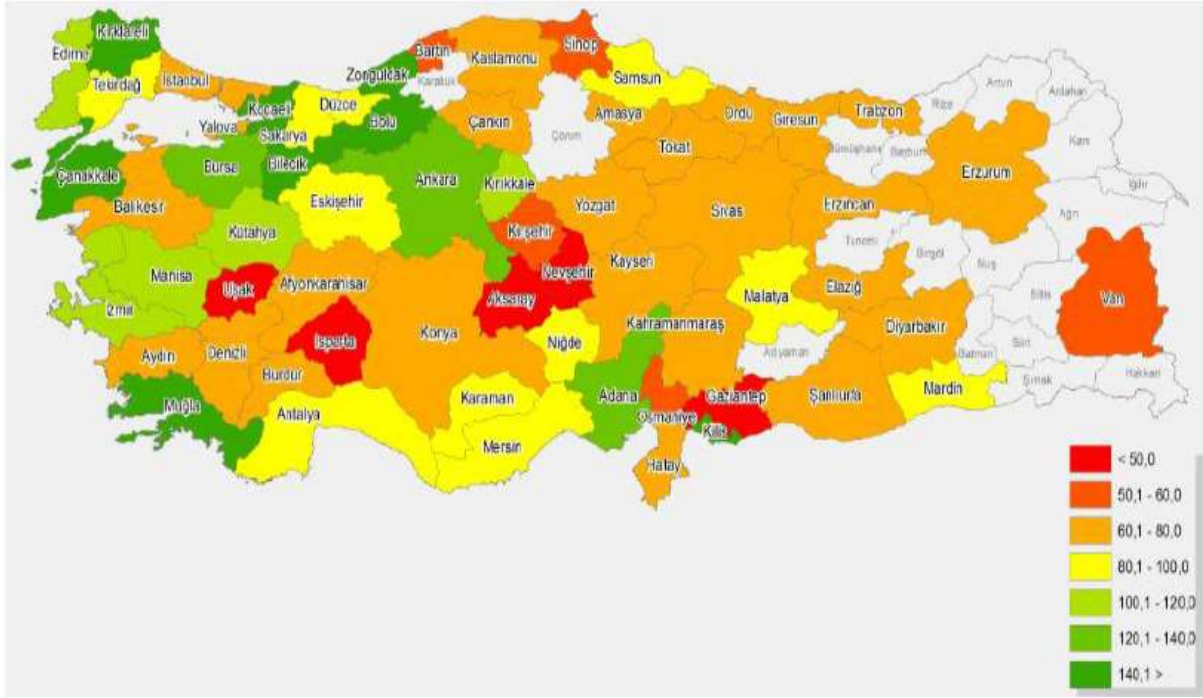 Kırklareli
Edirne
Tekirdağ
İstanbul
Kocaeli
Yalova
Sakarya
Düzce
Bolu
Zonguldak
Bartın
Karabük
Kastamonu
Sinop
Samsun
Çankırı
Çorum
Amasya
Ordu
Giresun
Trabzon
Rize
Artvin
Ardahan
Gümüşhane
Bayburt
Erzurum
Kars
Iğdır
Ağrı
Çanakkale
Balıkesir
Bursa
Bilecik
Eskişehir
Ankara
Kırıkkale
Yozgat
Tokat
Sivas
Erzincan
Tunceli
Bingöl
Muş
Bitlis
Van
Kütahya
Manisa
İzmir
Uşak
Afyonkarahisar
Kırşehir
Nevşehir
Aksaray
Kayseri
Malatya
Elazığ
Diyarbakır
Batman
Siirt
Şırnak
Hakkari
Aydın
Denizli
Isparta
Burdur
Konya
Niğde
Kahramanmaraş
Adıyaman
Şanlıurfa
Mardin
Muğla
Antalya
Karaman
Mersin
Adana
Osmaniye
Gaziantep
Kilis
Hatay
< 50,0
50,1 - 60,0
60,1 - 80,0
80,1 - 100,0
100,1 - 120,0
120,1 - 140,0
140,1 >